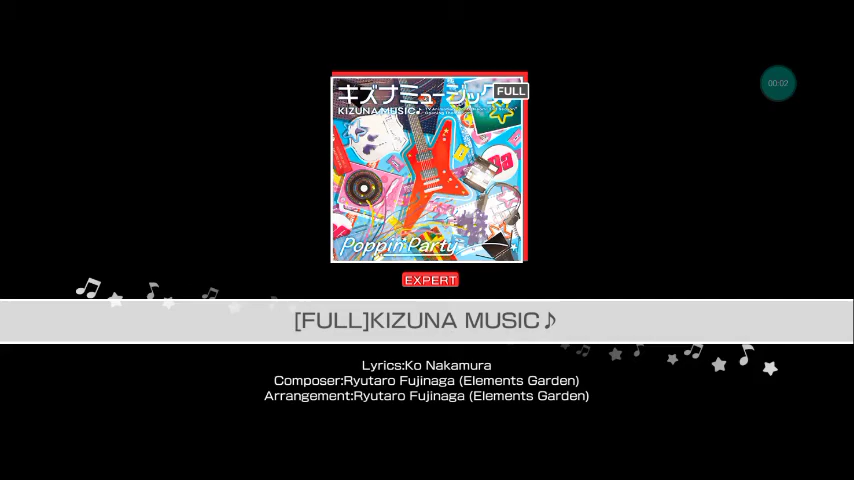 00:02
キズナミュージック
FULL
KIZUNA MUSIC♪
Poppin'Party
EXPERT
[FULL]KIZUNA MUSIC♪
Lyrics:Ko Nakamura
Composer:Ryutaro Fujinaga (Elements Garden)
Arrangement:Ryutaro Fujinaga (Elements Garden)